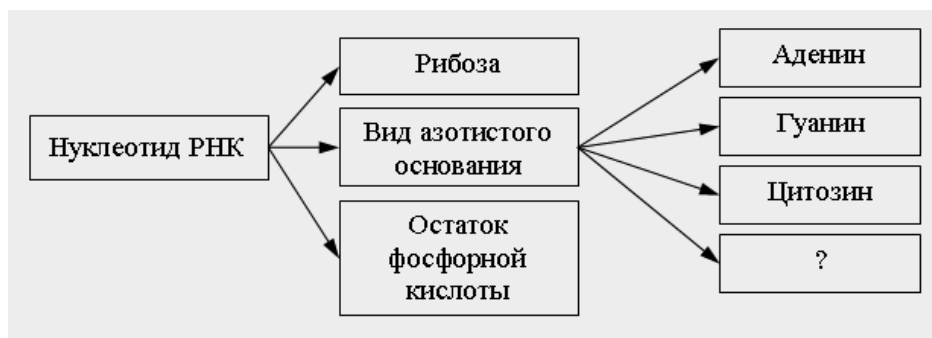 Нуклеотид РНК
Рибоза
Вид азотистого
основания
Остаток
фосфорной
кислоты
Аденин
Гуанин
Цитозин
?